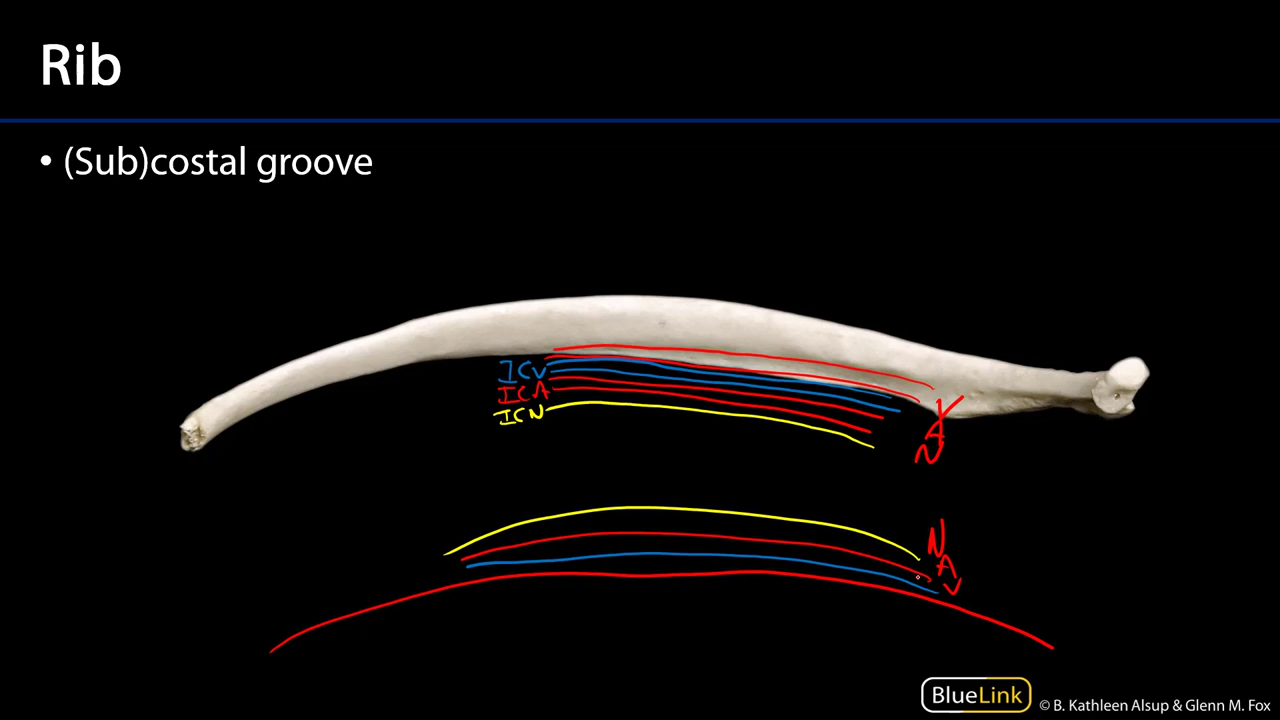 Rib
• (Sub)costal groove
ICV
ICA
ICN
V
A
N
N
A
V
BlueLink
© B. Kathleen Alsup & Glenn M. Fox